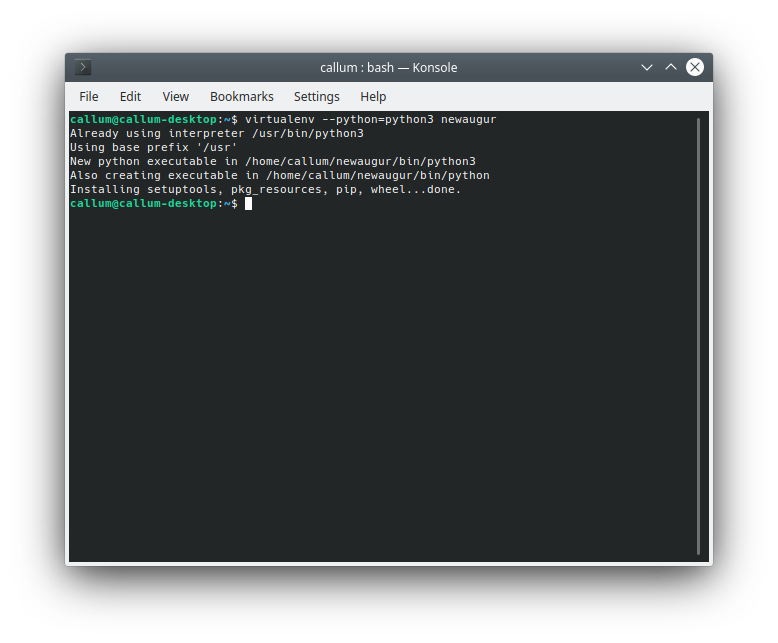 callum : bash — Konsole
File Edit View Bookmarks Settings Help
callum@callum-desktop:~$ virtualenv --python=python3 newaugur
Already using interpreter /usr/bin/python3
Using base prefix '/usr'
New python executable in /home/callum/newaugur/bin/python3
Also creating executable in /home/callum/newaugur/bin/python
Installing setuptools, pkg_resources, pip, wheel...done.
callum@callum-desktop:~$